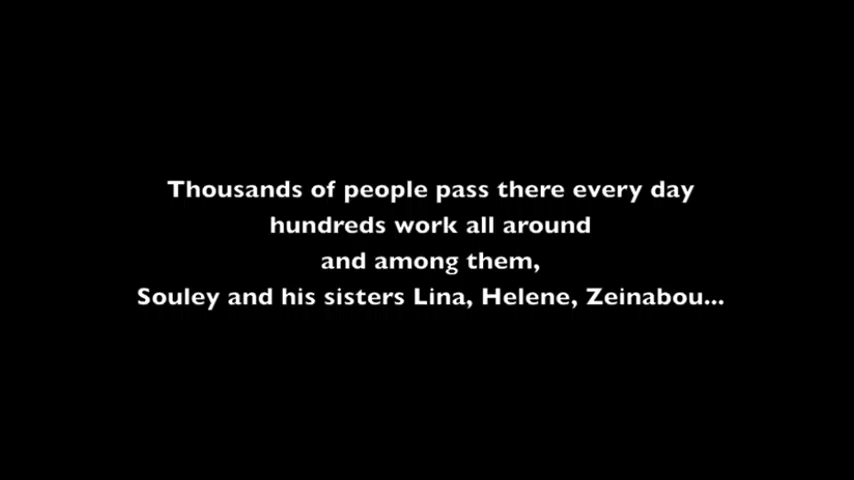 Thousands of people pass there every day
hundreds work all around
and among them,
Souley and his sisters Lina, Helene, Zeinabou...